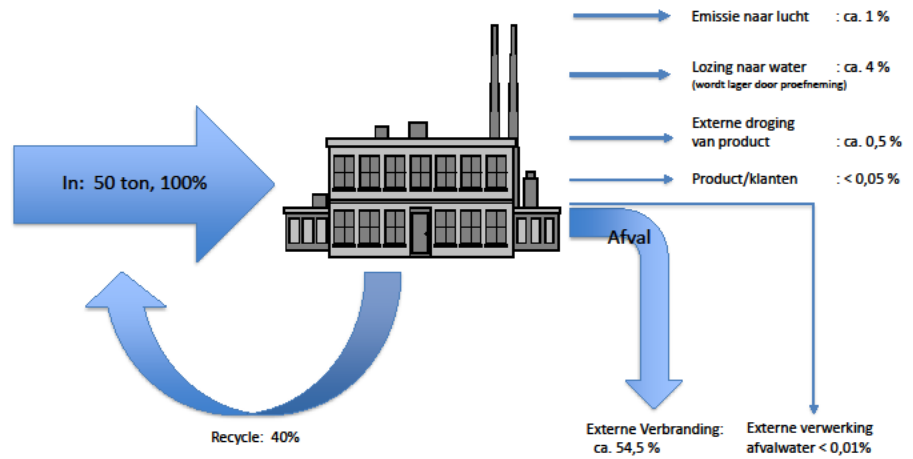 Emissie naar lucht : ca. 1 %
Lozing naar water : ca. 4 %
(wordt lager door proefneming)
Externe droging
van product : ca. 0,5 %
Product/klanten : < 0,05 %
In: 50 ton, 100%
Afval
Recycle: 40%
Externe Verbranding:
ca. 54,5 %
Externe verwerking
afvalwater < 0,01%